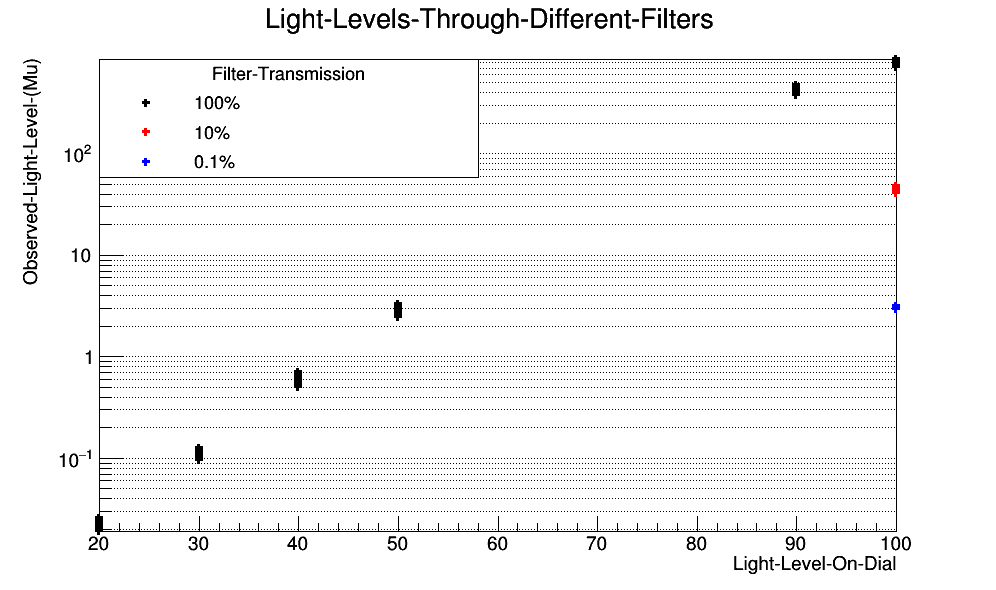 Light-Levels-Through-Different-Filters
Observed-Light-Level-(Mu)
Filter-Transmission
100%
10%
0.1%
10²
10
1
10⁻¹
20 30 40 50 60 70 80 90 100
Light-Level-On-Dial